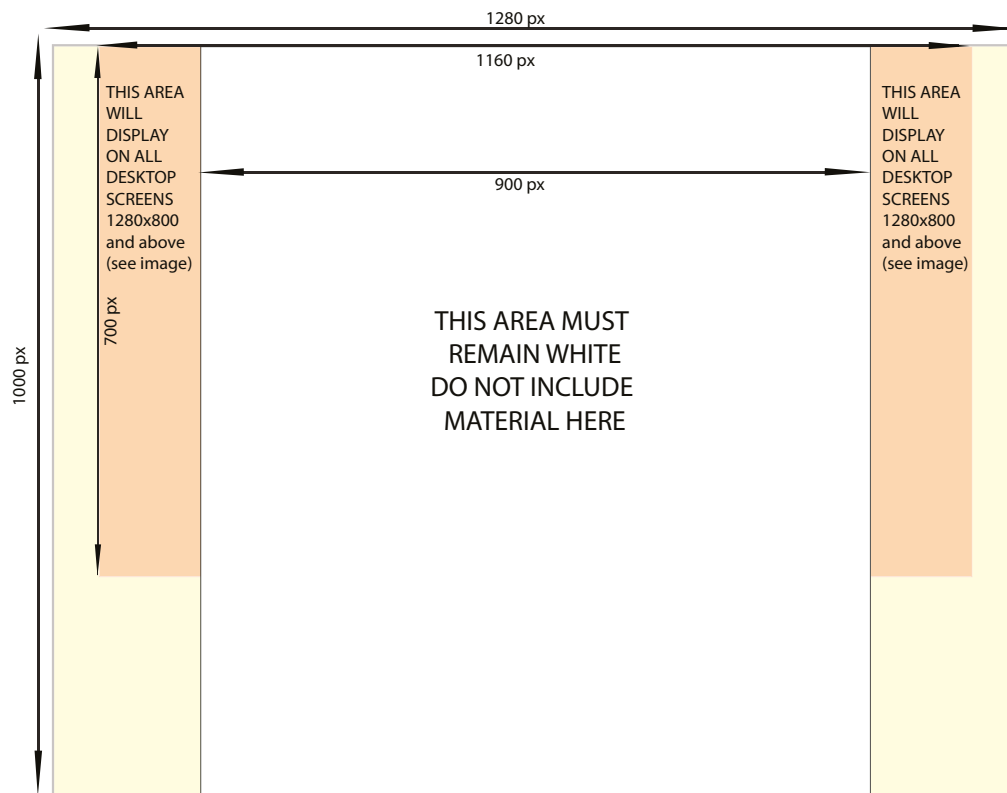 1280 px
1160 px
THIS AREA
WILL
DISPLAY
ON ALL
DESKTOP
SCREENS
1280x800
and above
(see image)
THIS AREA
WILL
DISPLAY
ON ALL
DESKTOP
SCREENS
1280x800
and above
(see image)
900 px
700 px
1000 px
THIS AREA MUST
REMAIN WHITE
DO NOT INCLUDE
MATERIAL HERE